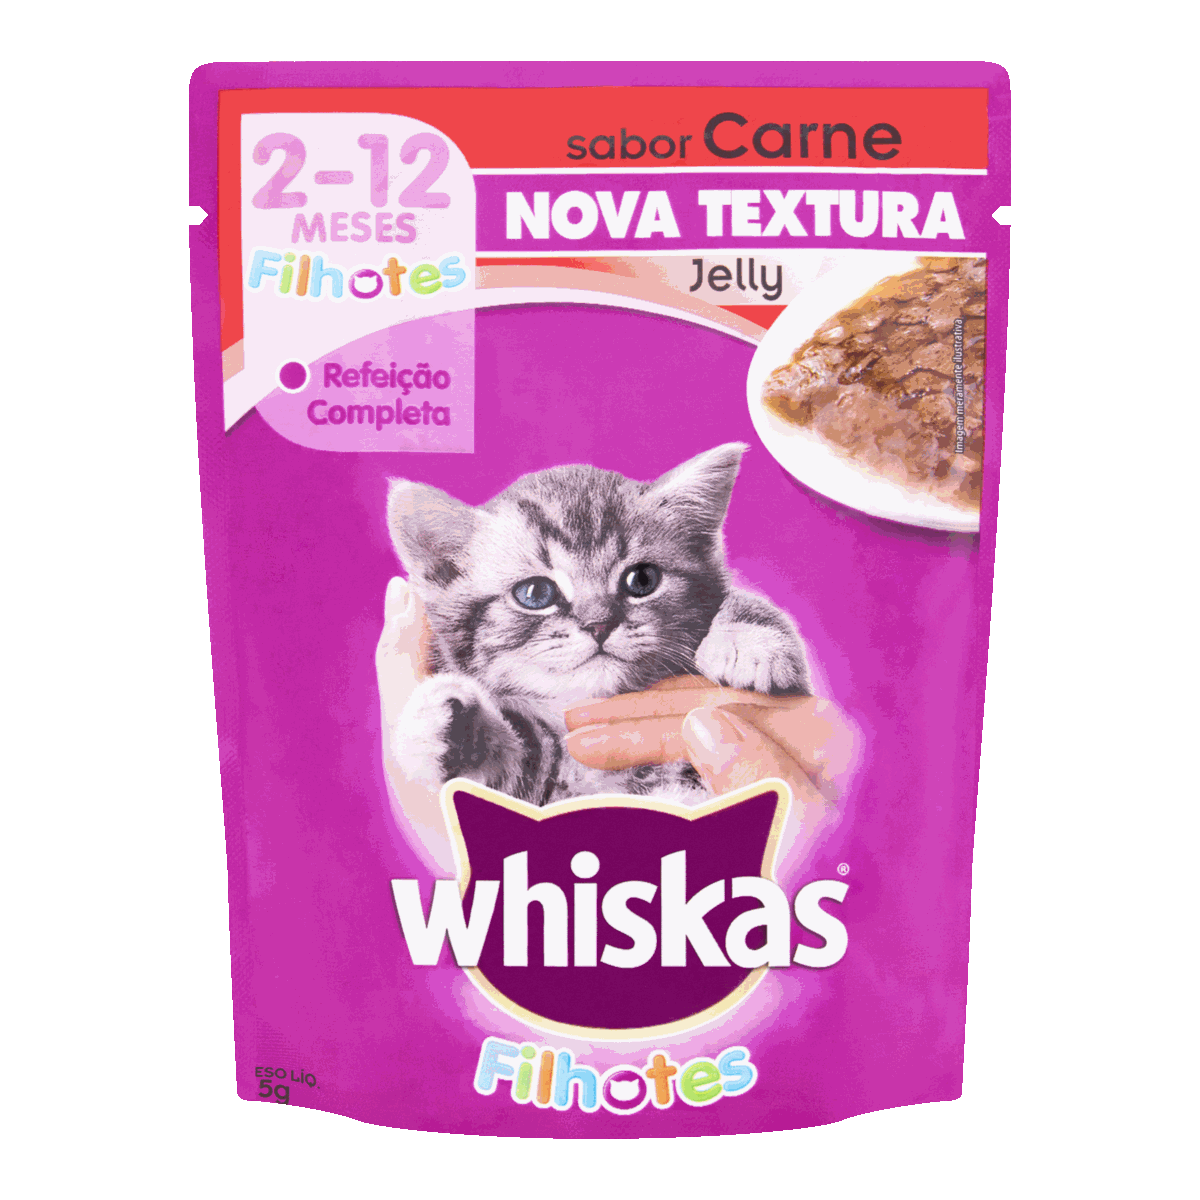 sabor Carne
2-12
MESES
Filhotes
NOVA TEXTURA
Jelly
Refeição
Completa
Imagem meramente ilustrativa
whiskas®
Filhotes
ESO LÍQ.
5g